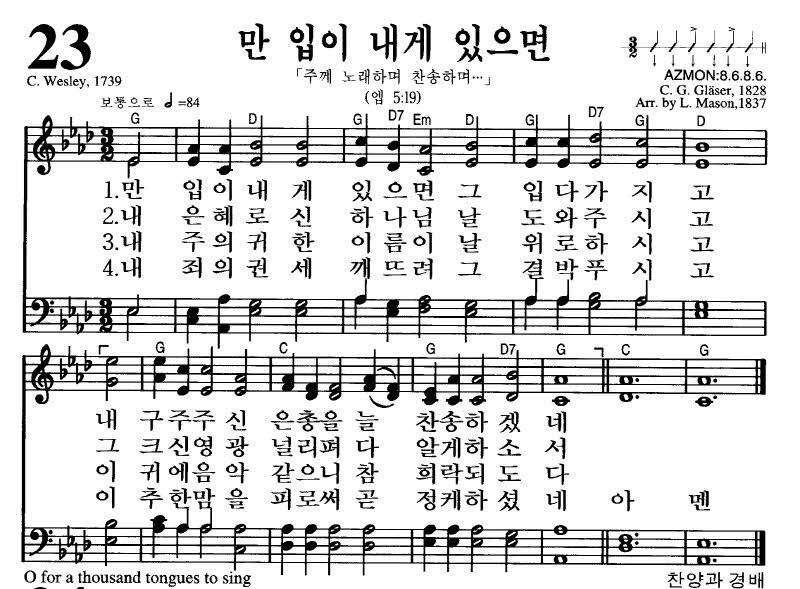 23
만 입이 내게 있으면
C. Wesley, 1739
「주께 노래하며 찬송하며…」
(엡 5:19)
3/2
AZMON:8.6.8.6.
C. G. Gläser, 1828
Arr. by L. Mason,1837
보통으로 =84
G D G D7 Em D G D7 G D
1.만 입이내게 있으면그 입다가지고
2.내 은혜로신 하나님날 도와주시고
3.내 주의귀한 이름이날 위로하시고
4.내 죄의권세 깨뜨려그 결박푸시고
G C G D7 G C G
내 구주주신 은총을늘 찬송하겠네
그 크신영광 널리펴다 알게하소서
이 귀에음악 같으니참 희락되도다
이 추한맘을 피로써곧 정케하셨네 아 멘
O for a thousand tongues to sing
찬양과 경배